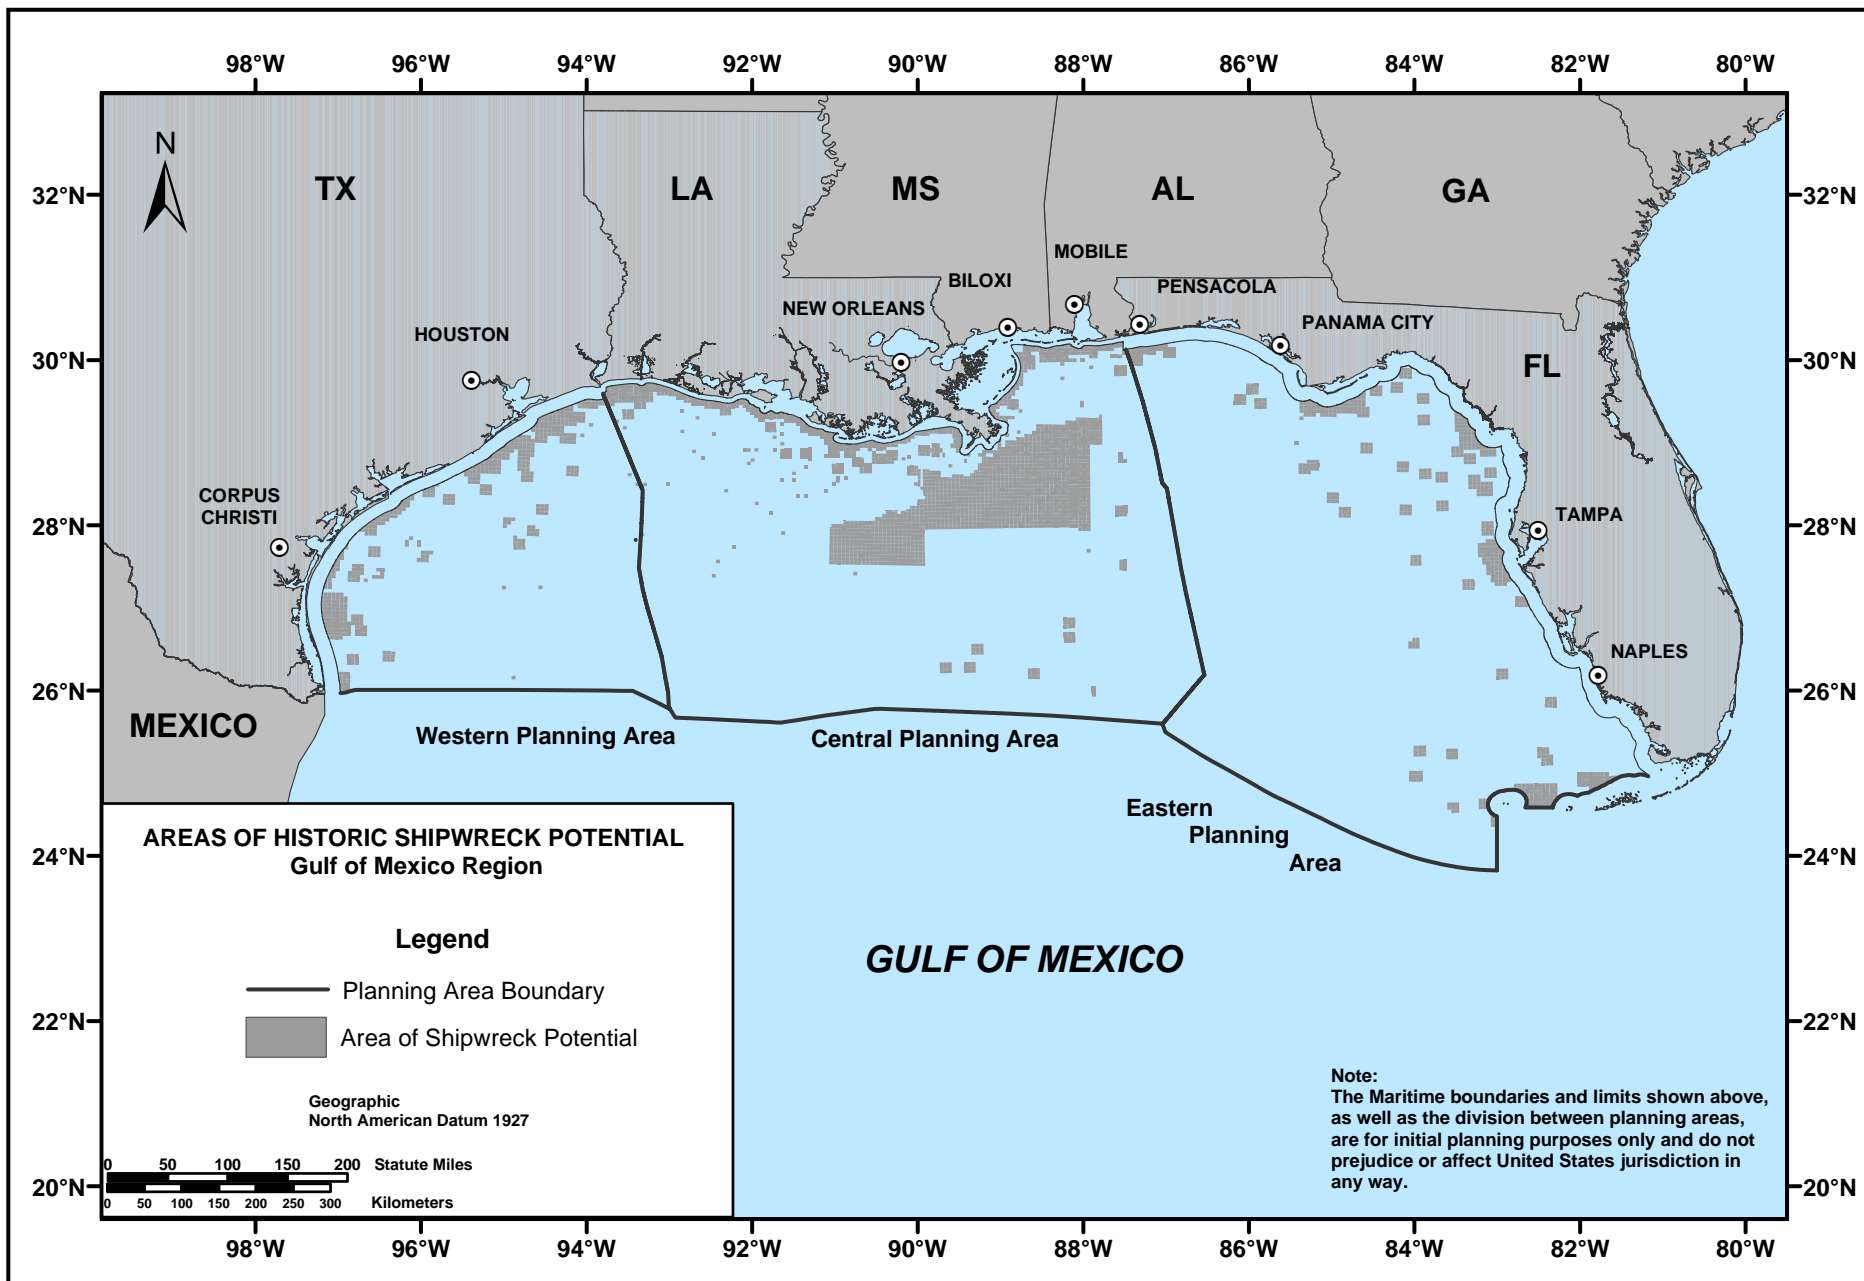 98°W 96°W 94°W 92°W 90°W 88°W 86°W 84°W 82°W 80°W
N
TX LA MS AL GA
32°N 32°N
MOBILE
BILOXI
PENSACOLA
NEW ORLEANS
PANAMA CITY
HOUSTON
30°N 30°N
FL
CORPUS
CHRISTI
TAMPA
28°N 28°N
NAPLES
26°N 26°N
MEXICO
Western Planning Area
Central Planning Area
Eastern
Planning
Area
24°N 24°N
AREAS OF HISTORIC SHIPWRECK POTENTIAL
Gulf of Mexico Region
Legend
Planning Area Boundary
Area of Shipwreck Potential
GULF OF MEXICO
22°N 22°N
Geographic
North American Datum 1927
0 50 100 150 200 Statute Miles
0 50 100 150 200 250 300 Kilometers
Note:
The Maritime boundaries and limits shown above,
as well as the division between planning areas,
are for initial planning purposes only and do not
prejudice or affect United States jurisdiction in
any way.
20°N 20°N
98°W 96°W 94°W 92°W 90°W 88°W 86°W 84°W 82°W 80°W